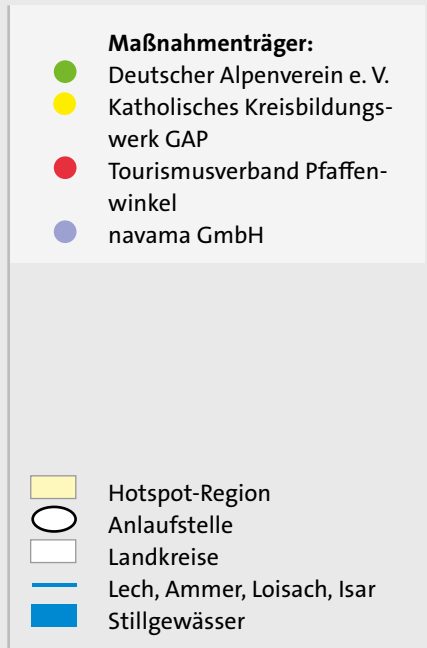 Maßnahmenträger:
Deutscher Alpenverein e. V.
Katholisches Kreisbildungs-
werk GAP
Tourismusverband Pfaffen-
winkel
navama GmbH
Hotspot-Region
Anlaufstelle
Landkreise
Lech, Ammer, Loisach, Isar
Stillgewässer